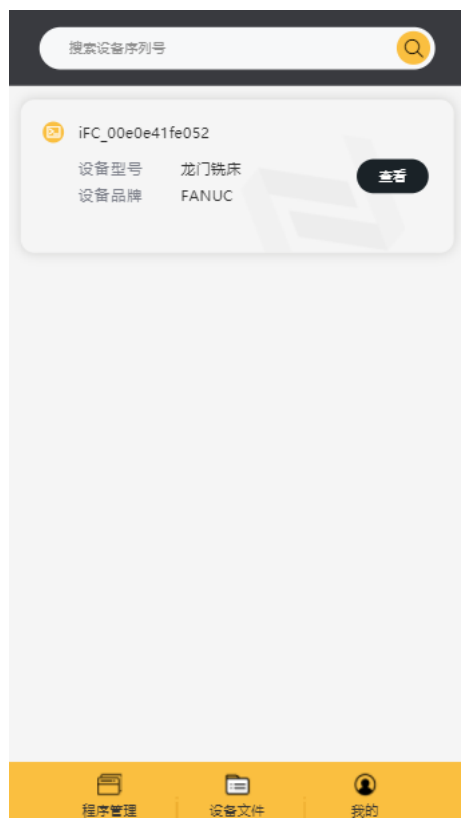 搜索设备序列号
iFC_00e0e41fe052
设备型号 龙门铣床
查看
设备品牌 FANUC
程序管理 设备文件 我的